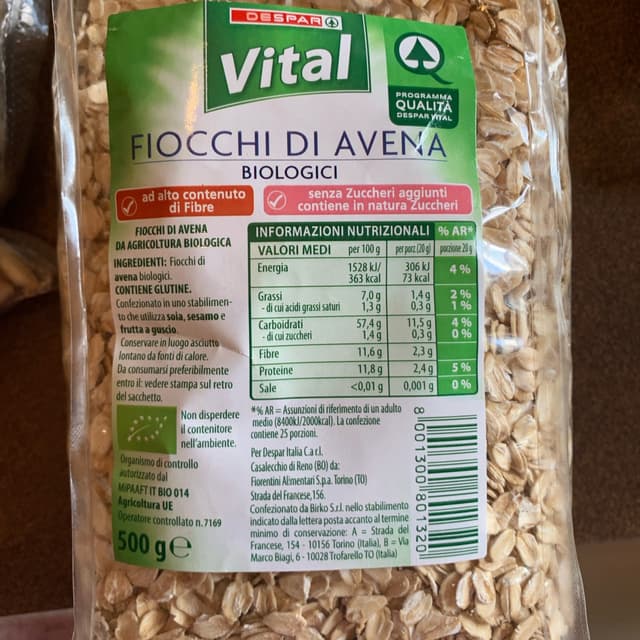 DESPAR
Vital
PROGRAMMA
QUALITÀ
DESPAR VITAL
FIOCCHI DI AVENA
BIOLOGICI
ad alto contenuto
di Fibre
senza Zuccheri aggiunti
contiene in natura Zuccheri
FIOCCHI DI AVENA
DA AGRICOLTURA BIOLOGICA
INGREDIENTI: Fiocchi di
avena biologici.
CONTIENE GLUTINE.
Confezionato in uno stabilimen-
to che utilizza soia, sesamo e
frutta a guscio.
Conservare in luogo asciutto
lontano da fonti di calore.
Da consumarsi preferibilmente
entro il: vedere stampa sul retro
del sacchetto.
Non disperdere
il contenitore
nell'ambiente.
Organismo di controllo
autorizzato dal
MiPAAFT IT BIO 014
Agricoltura UE
Operatore controllato n. 7169
500 g e
INFORMAZIONI NUTRIZIONALI % AR*
VALORI MEDI per 100 g per porz. (20 g) porzione 20 g
Energia 1528 kJ/ 306 kJ 4 %
363 kcal 73 kcal
Grassi 7,0 g 1,4 g 2 %
- di cui acidi grassi saturi 1,3 g 0,3 g 1 %
Carboidrati 57,4 g 11,5 g 4 %
- di cui zuccheri 1,4 g 0,3 g 0 %
Fibre 11,6 g 2,3 g
Proteine 11,8 g 2,4 g 5 %
Sale <0,01 g 0,001 g 0 %
*% AR = Assunzioni di riferimento di un adulto
medio (8400kJ/2000kcal). La confezione
contiene 25 porzioni.
Per Despar Italia C.a r.l.
Casalecchio di Reno (BO) da:
Fiorentini Alimentari S.p.a. Torino (TO)
Strada del Francese, 156.
Confezionato da Birko S.r.l. nello stabilimento
indicato dalla lettera posta accanto al termine
minimo di conservazione: A = Strada del
Francese, 154 - 10156 Torino (Italia), B = Via
Marco Biagi, 6 - 10028 Trofarello TO (Italia)
8001300801320